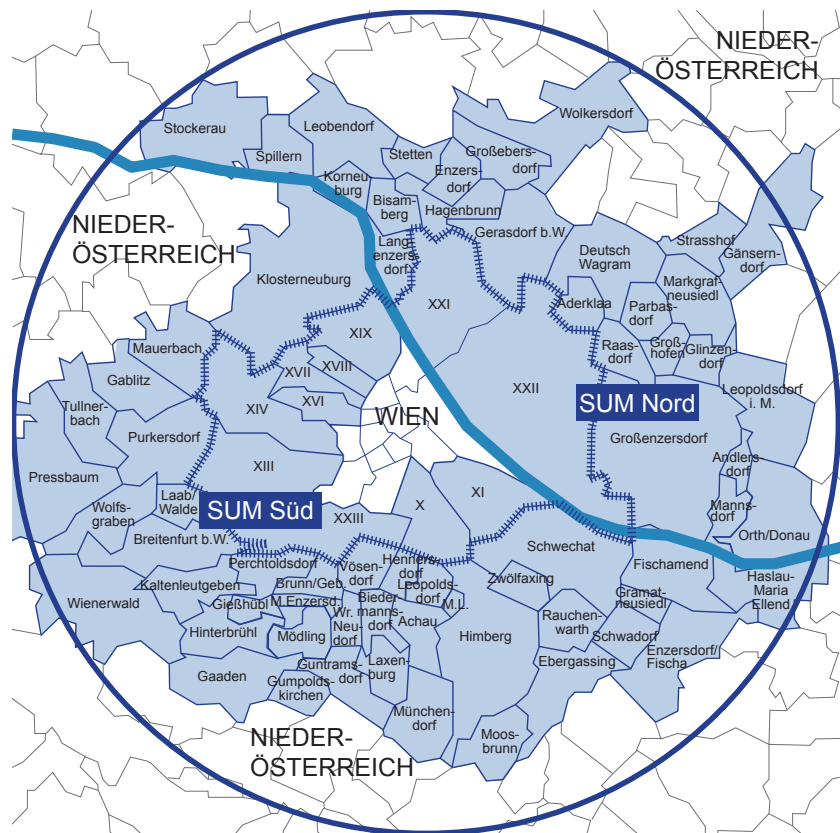 NIEDER-
ÖSTERREICH
Wolkersdorf
Stockerau
Leobendorf
Spillern
Stetten
Großebers-
dorf
Enzers-
dorf
Korneu-
burg
Bisam-
berg
Hagenbrunn
NIEDER-
ÖSTERREICH
Lang-
enzers-
dorf
Gerasdorf b.W.
Deutsch
Wagram
Strasshof
Gänsern-
dorf
Klosterneuburg
XXI
Aderklaa
Markgraf-
neusiedl
Parbas-
dorf
XIX
Mauerbach
Raas-
dorf
Groß-
hofen
Glinzen-
dorf
XVII
XVIII
Gablitz
XXII
Leopoldsdorf
i. M.
Tullner-
bach
XIV
XVI
WIEN
SUM Nord
Purkersdorf
Großenzersdorf
Pressbaum
XIII
Andlers-
dorf
Laab/
Walde
X
XI
Wolfs-
graben
SUM Süd
Manns-
dorf
XXIII
Orth/Donau
Breitenfurt b.W.
Schwechat
Perchtoldsdorf
Vösen-
dorf
Henners-
dorf
Fischamend
Kaltenleutgeben
Brunn/Geb.
Leopolds-
dorf
Zwölfaxing
Haslau-
Maria
Ellend
Wienerwald
Gießhübl
M.Enzersd.
Bieder-
manns-
dorf
M.L.
Gramat-
neusiedl
Wr.
Neu-
dorf
Achau
Rauchen-
warth
Hinterbrühl
Mödling
Himberg
Schwadorf
Enzersdorf/
Fischa
Gaaden
Guntrams-
dorf
Laxen-
burg
Ebergassing
Gumpolds-
kirchen
München-
dorf
Moos-
brunn
NIEDER-
ÖSTERREICH